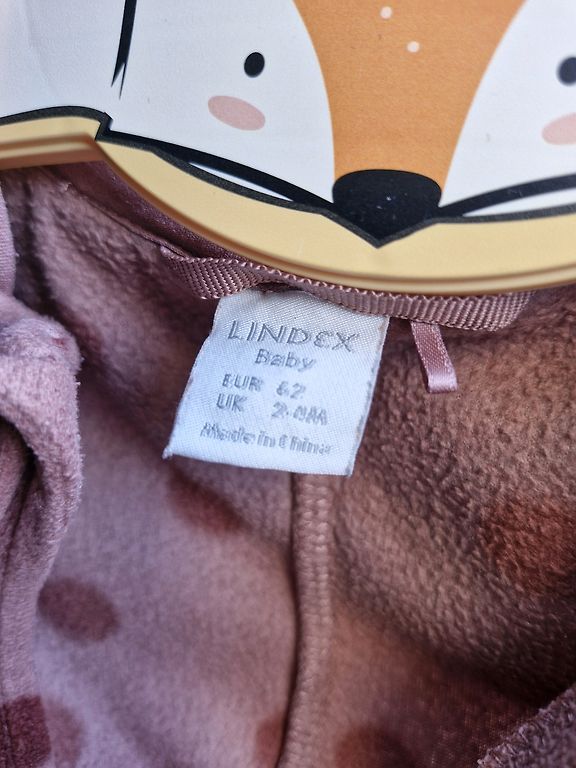 LINDEX
Baby
EUR 62
UK 2-4M
Made in China